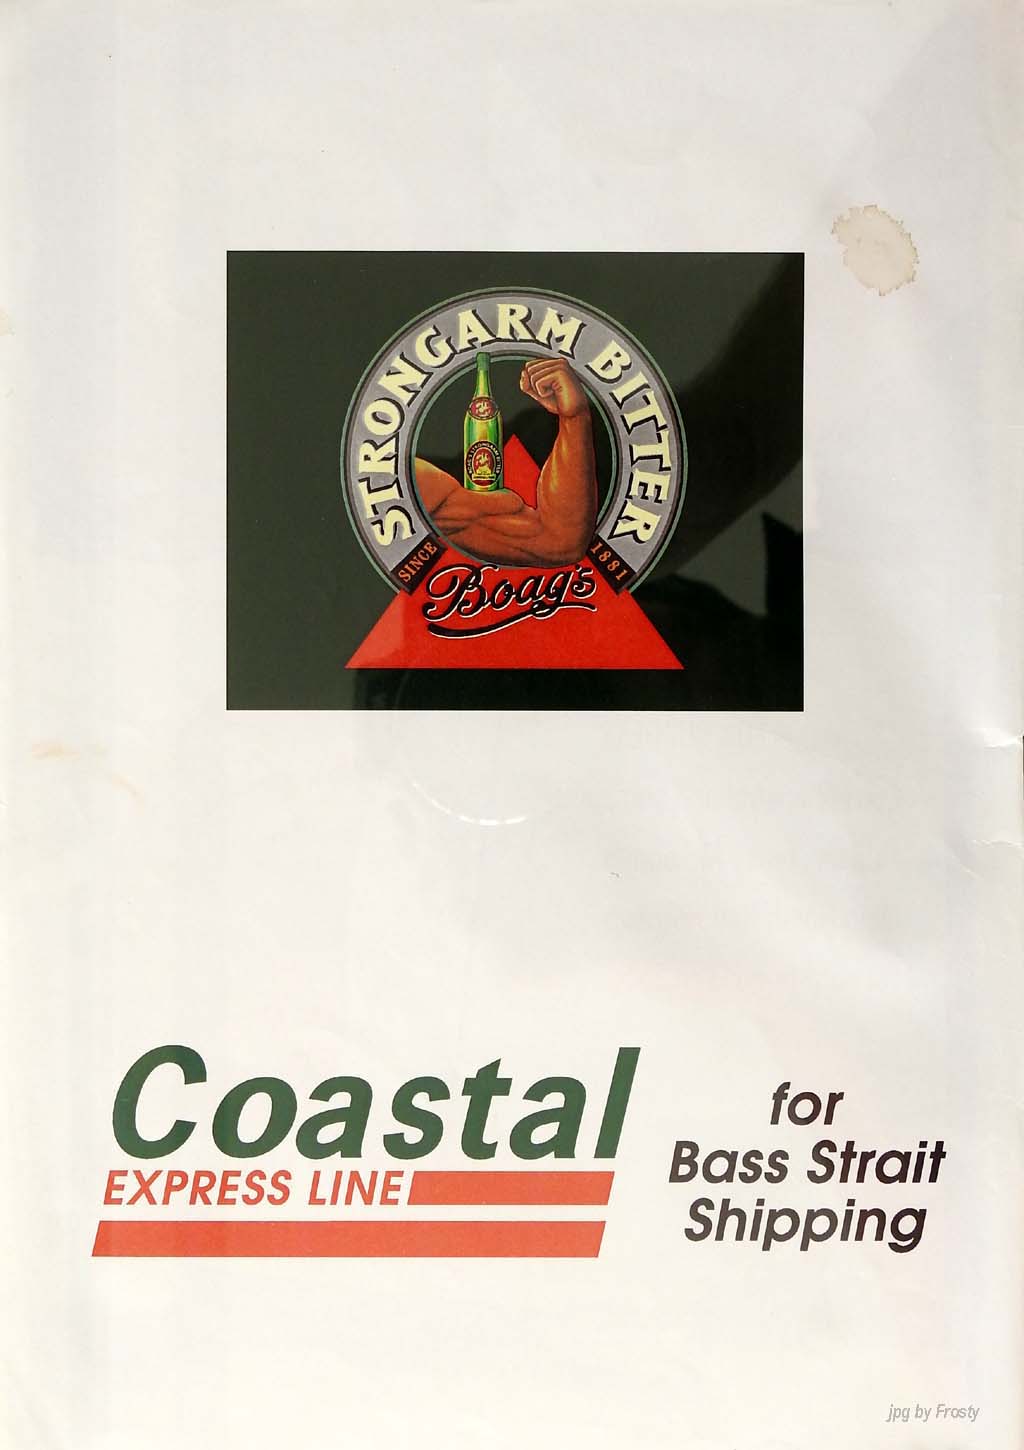 STRONGARM BITTER
SINCE 1881
Boag's
Coastal
EXPRESS LINE
for
Bass Strait
Shipping
jpg by Frosty